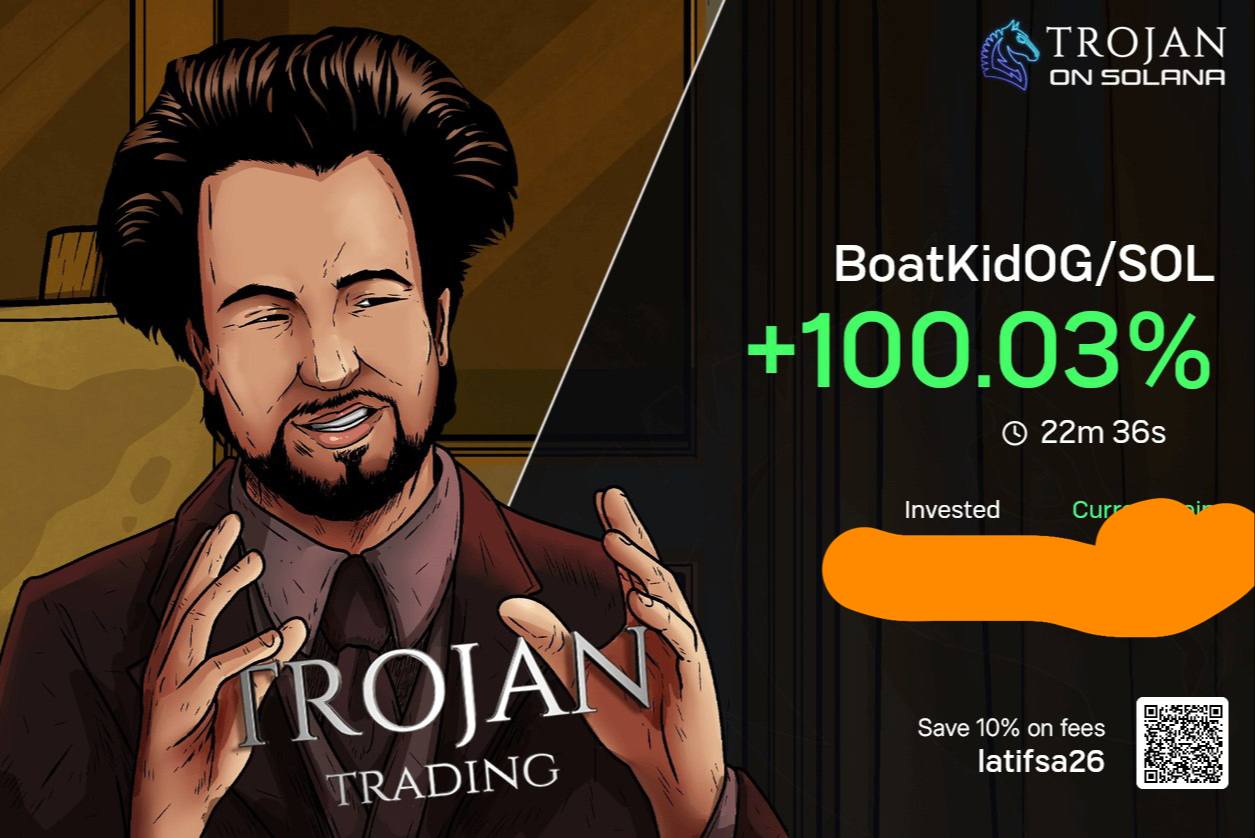 TROJAN
ON SOLANA
BoatKidOG/SOL
+100.03%
22m 36s
Invested
Save 10% on fees
latifsa26
TROJAN
TRADING